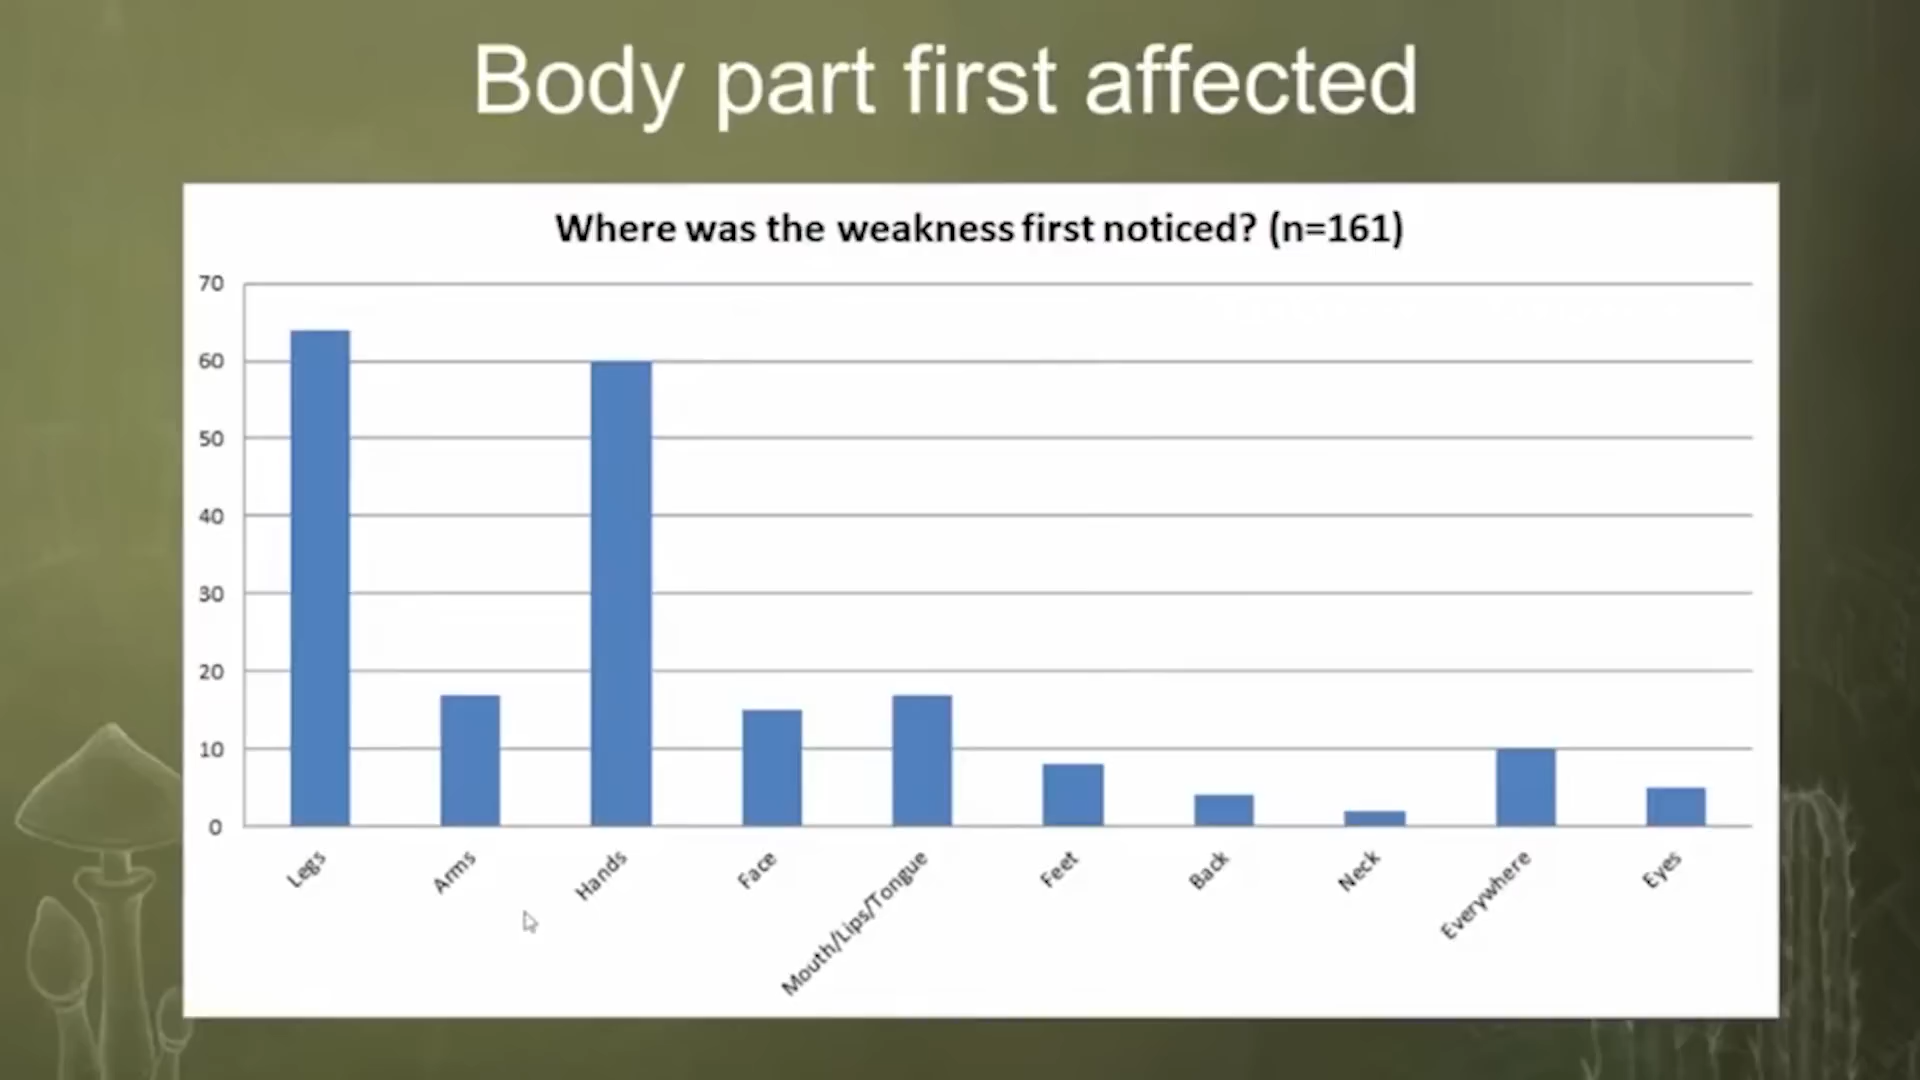 Body part first affected
Where was the weakness first noticed? (n=161)
70
60
50
40
30
20
10
0
Legs
Arms
Hands
Face
Mouth/Lips/Tongue
Feet
Back
Neck
Everywhere
Eyes